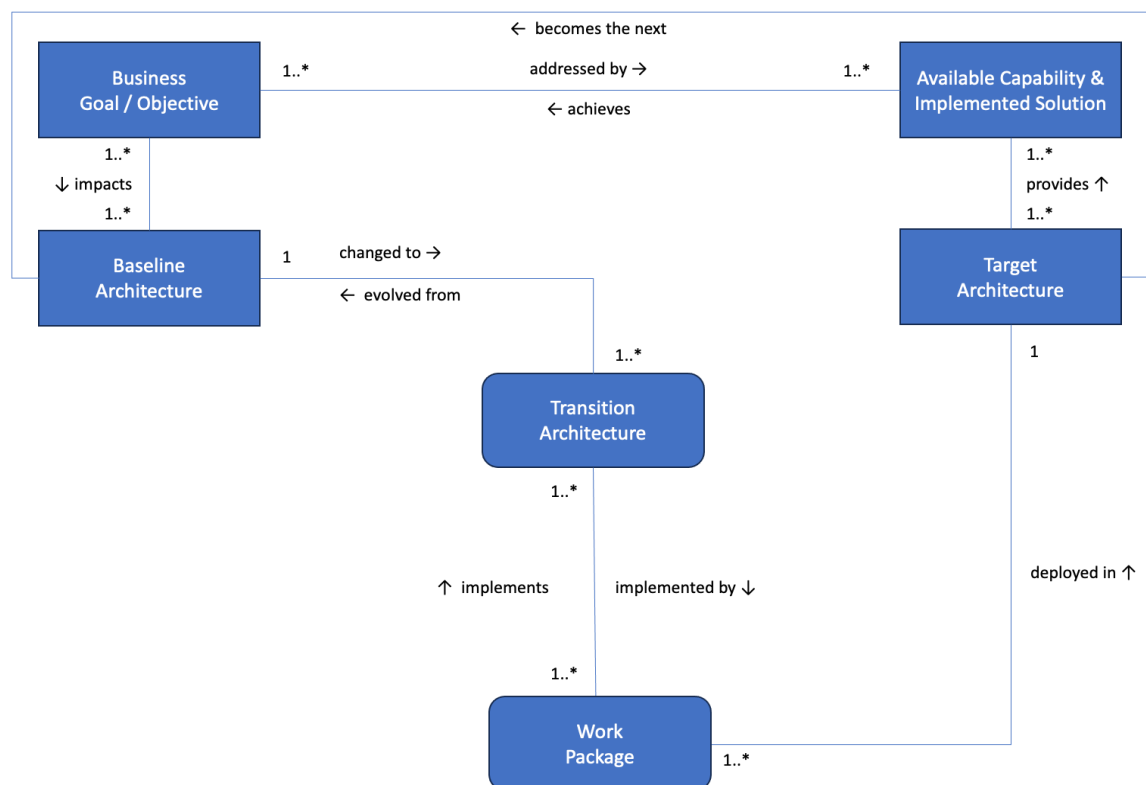 ← becomes the next
Business
Goal / Objective
1..*
addressed by →
1..*
← achieves
Available Capability &
Implemented Solution
1..*
↓ impacts
1..*
1..*
provides ↑
1..*
Baseline
Architecture
1
changed to →
← evolved from
Target
Architecture
1..*
1
Transition
Architecture
1..*
↑ implements
implemented by ↓
deployed in ↑
1..*
Work
Package
1..*